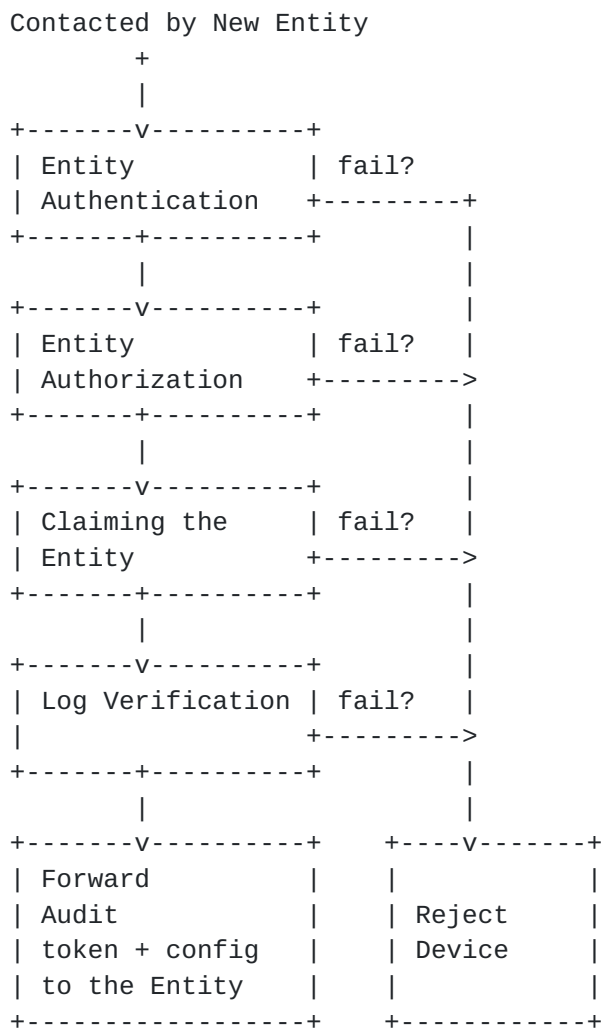 Contacted by New Entity
         +
         |
+-------v----------+
| Entity           | fail?
| Authentication   +---------+
+-------+----------+         |
        |                    |
+-------v----------+         |
| Entity           | fail?   |
| Authorization    +--------->
+-------+----------+         |
        |                    |
+-------v----------+         |
| Claiming the     | fail?   |
| Entity           +--------->
+-------+----------+         |
        |                    |
+-------v----------+         |
| Log Verification | fail?   |
|                  +--------->
+-------+----------+         |
        |                    |
+-------v----------+    +----v-------+
| Forward          |    |            |
| Audit            |    | Reject     |
| token + config   |    | Device     |
| to the Entity    |    |            |
+------------------+    +------------+